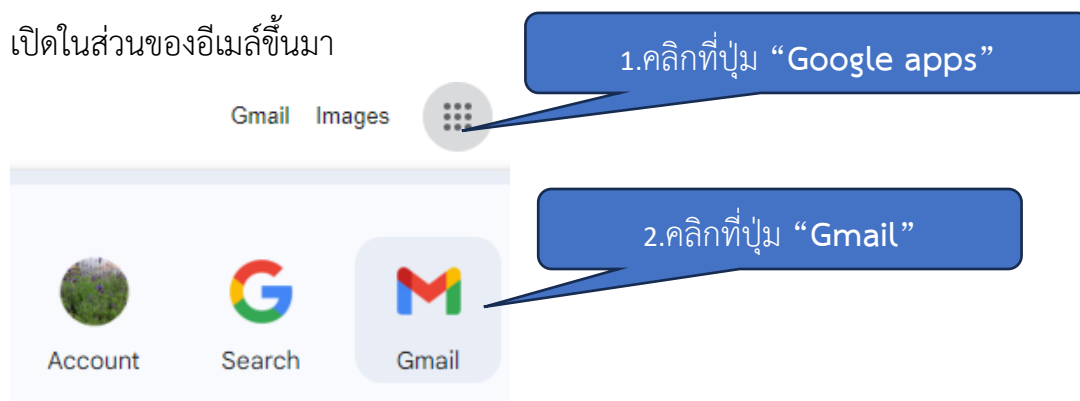 เปิดในส่วนของอีเมล์ขึ้นมา
1.คลิกที่ปุ่ม “Google apps”
Gmail Images
2.คลิกที่ปุ่ม “Gmail”
Account Search Gmail